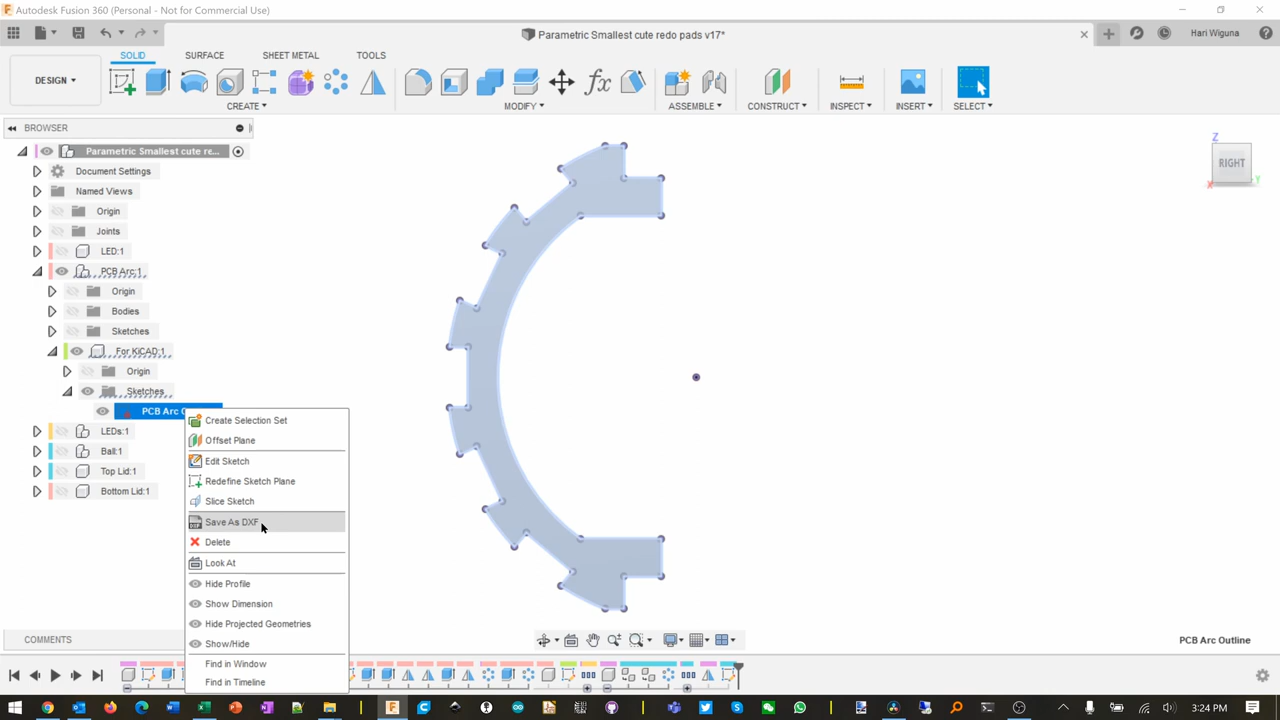 Autodesk Fusion 360 (Personal - Not for Commercial Use)
Parametric Smallest cute redo pads v17*
Hari Wiguna
DESIGN
SOLID
SURFACE
SHEET METAL
TOOLS
CREATE
MODIFY
ASSEMBLE
CONSTRUCT
INSPECT
INSERT
SELECT
BROWSER
Parametric Smallest cute re...
Document Settings
Named Views
Origin
Joints
LED:1
PCB Arc:1
Origin
Bodies
Sketches
For KiCAD:1
Origin
Sketches
PCB Arc
LEDs:1
Ball:1
Top Lid:1
Bottom Lid:1
Create Selection Set
Offset Plane
Edit Sketch
Redefine Sketch Plane
Slice Sketch
Save As DXF
Delete
Look At
Hide Profile
Show Dimension
Hide Projected Geometries
Show/Hide
Find in Window
Find in Timeline
Z
RIGHT
X
Y
COMMENTS
PCB Arc Outline
3:24 PM